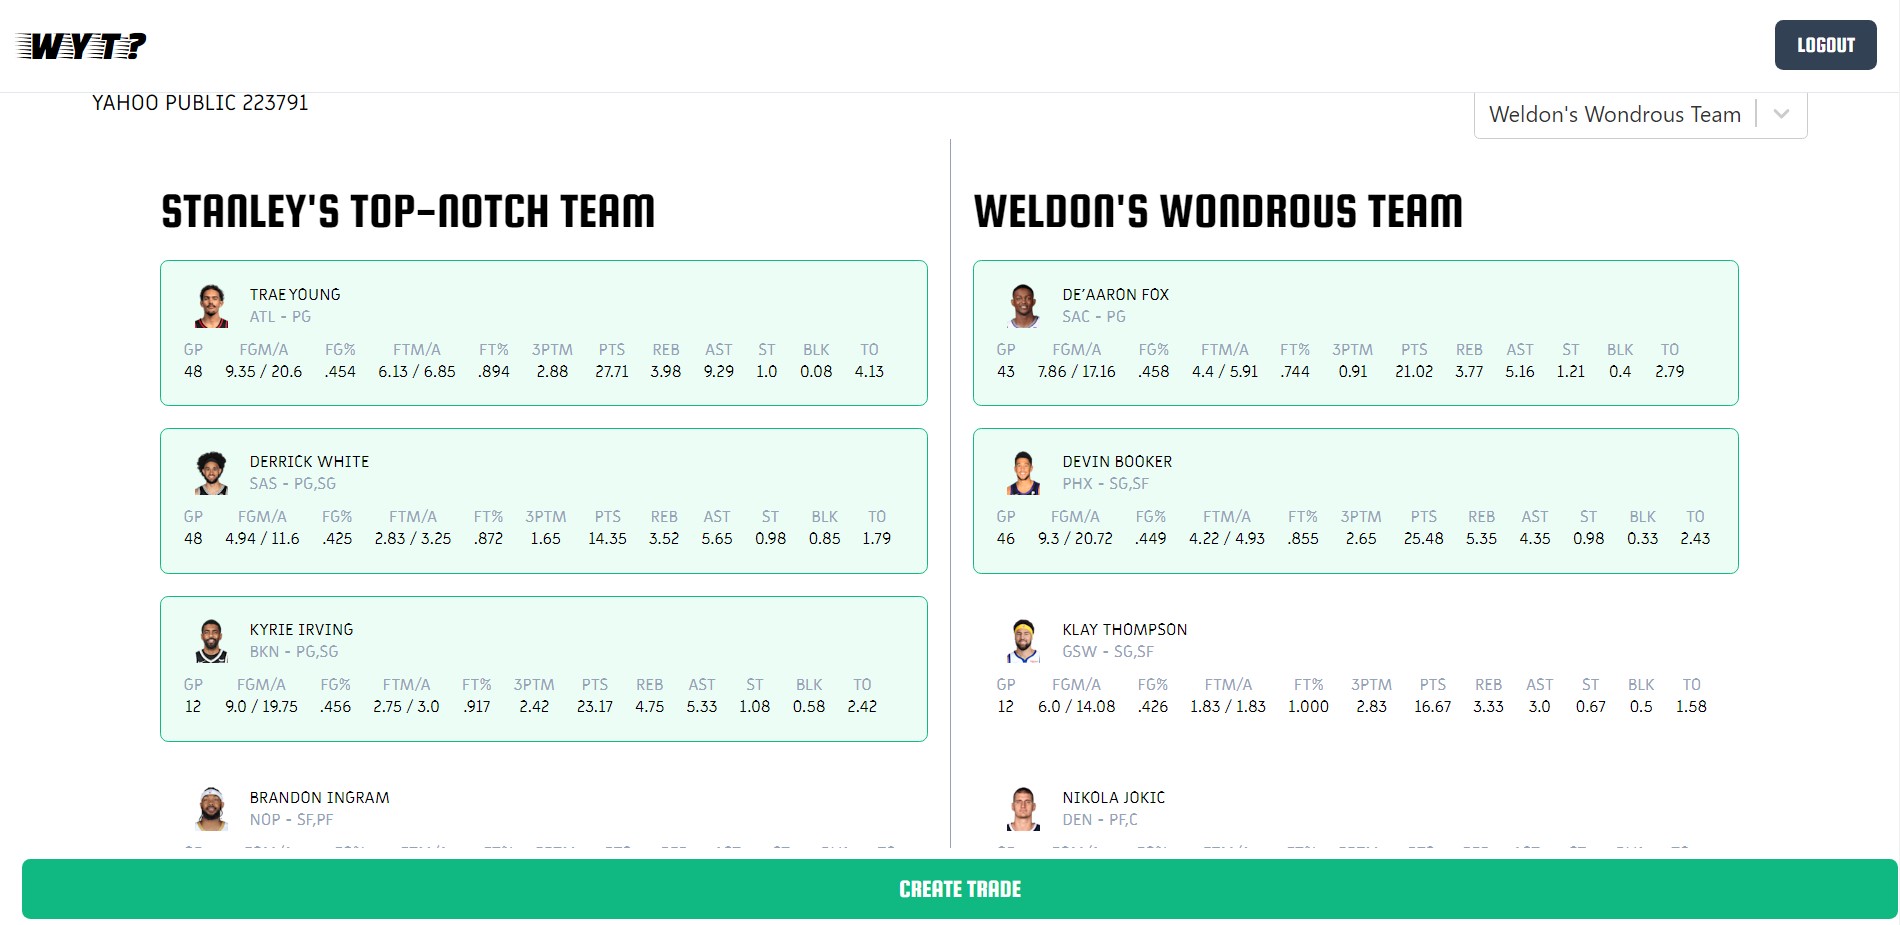 WYT?
LOGOUT
YAHOO PUBLIC 223791
Weldon's Wondrous Team
STANLEY'S TOP-NOTCH TEAM
TRAE YOUNG
ATL - PG
GP FGM/A FG% FTM/A FT% 3PTM PTS REB AST ST BLK TO
48 9.35 / 20.6 .454 6.13 / 6.85 .894 2.88 27.71 3.98 9.29 1.0 0.08 4.13
DERRICK WHITE
SAS - PG,SG
GP FGM/A FG% FTM/A FT% 3PTM PTS REB AST ST BLK TO
48 4.94 / 11.6 .425 2.83 / 3.25 .872 1.65 14.35 3.52 5.65 0.98 0.85 1.79
KYRIE IRVING
BKN - PG,SG
GP FGM/A FG% FTM/A FT% 3PTM PTS REB AST ST BLK TO
12 9.0 / 19.75 .456 2.75 / 3.0 .917 2.42 23.17 4.75 5.33 1.08 0.58 2.42
BRANDON INGRAM
NOP - SF,PF
WELDON'S WONDROUS TEAM
DE'AARON FOX
SAC - PG
GP FGM/A FG% FTM/A FT% 3PTM PTS REB AST ST BLK TO
43 7.86 / 17.16 .458 4.4 / 5.91 .744 0.91 21.02 3.77 5.16 1.21 0.4 2.79
DEVIN BOOKER
PHX - SG,SF
GP FGM/A FG% FTM/A FT% 3PTM PTS REB AST ST BLK TO
46 9.3 / 20.72 .449 4.22 / 4.93 .855 2.65 25.48 5.35 4.35 0.98 0.33 2.43
KLAY THOMPSON
GSW - SG,SF
GP FGM/A FG% FTM/A FT% 3PTM PTS REB AST ST BLK TO
12 6.0 / 14.08 .426 1.83 / 1.83 1.000 2.83 16.67 3.33 3.0 0.67 0.5 1.58
NIKOLA JOKIC
DEN - PF,C
CREATE TRADE